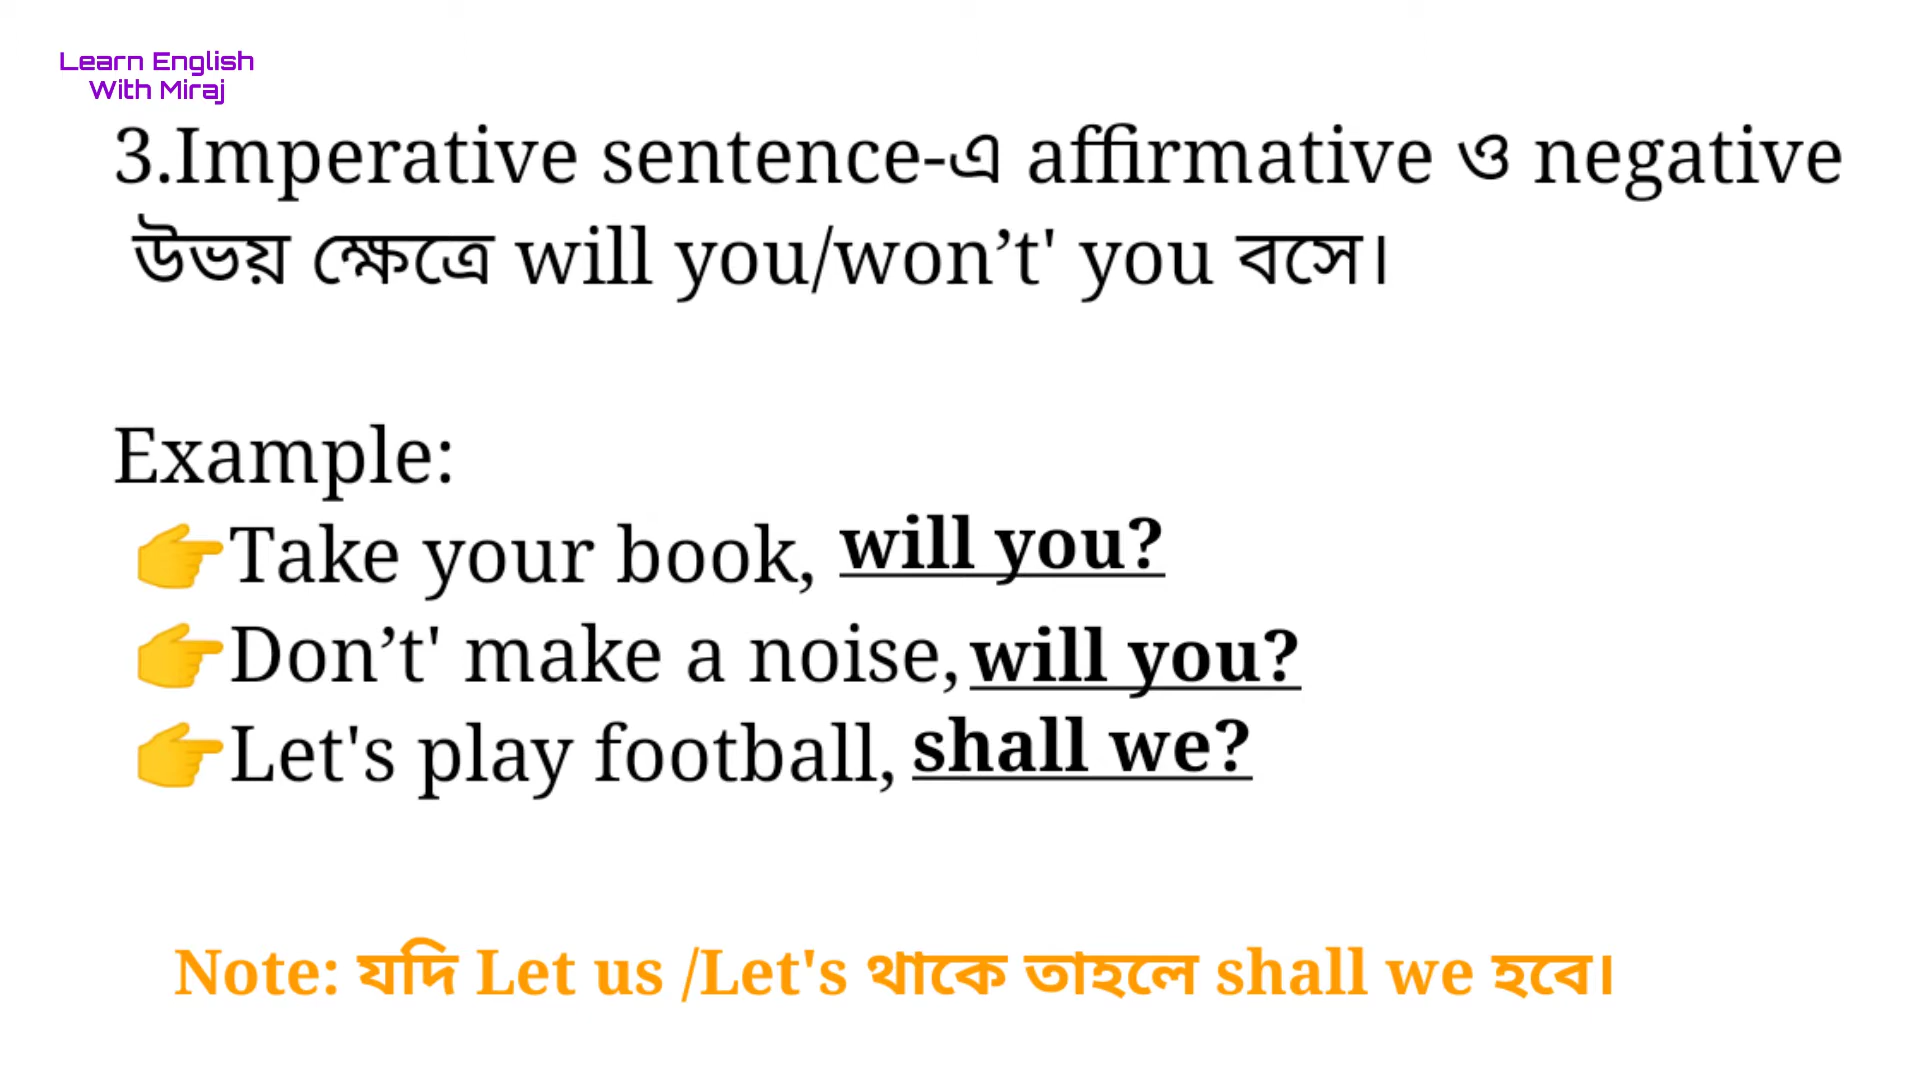 Learn English
With Miraj
3.Imperative sentence-এ affirmative ও negative
উভয় ক্ষেত্রে will you/won’t' you বসে।
Example:
👉Take your book, will you?
👉Don’t' make a noise, will you?
👉Let's play football, shall we?
Note: যদি Let us /Let's থাকে তাহলে shall we হবে।